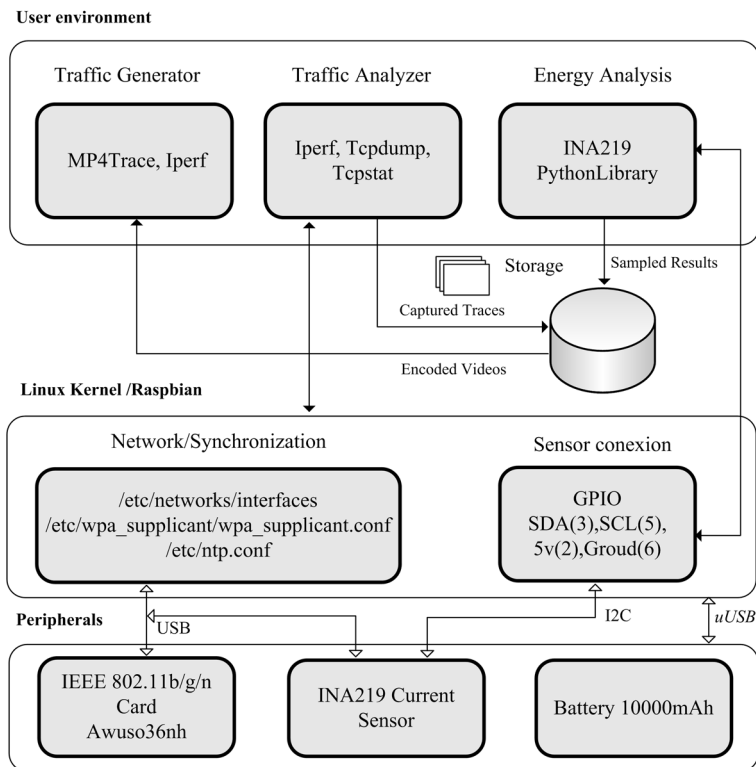 User environment
Traffic Generator
Traffic Analyzer
Energy Analysis
MP4Trace, Iperf
Iperf, Tcpdump,
Tcpstat
INA219
PythonLibrary
Storage
Sampled Results
Captured Traces
Encoded Videos
Linux Kernel /Raspbian
Network/Synchronization
Sensor conexion
/etc/networks/interfaces
/etc/wpa_supplicant/wpa_supplicant.conf
/etc/ntp.conf
GPIO
SDA(3),SCL(5),
5v(2),Groud(6)
Peripherals
USB
I2C
uUSB
IEEE 802.11b/g/n
Card
Awuso36nh
INA219 Current
Sensor
Battery 10000mAh